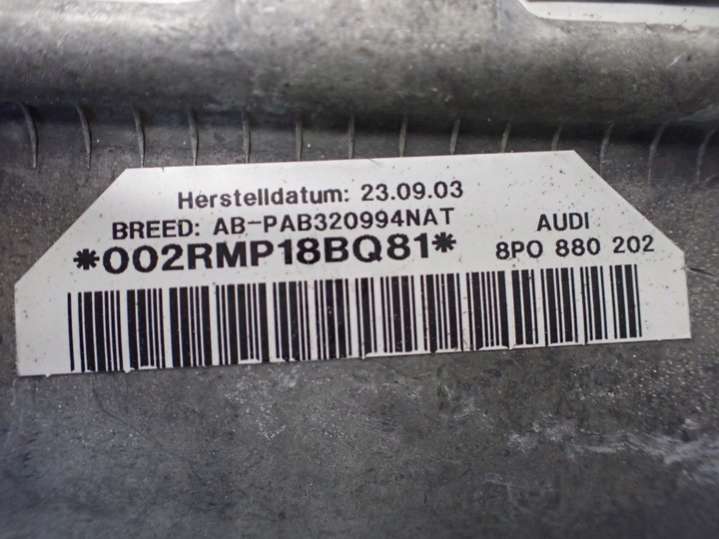 Herstelldatum: 23.09.03
BREED: AB-PAB320994NAT
*002RMP18BQ81*
AUDI
8P0 880 202